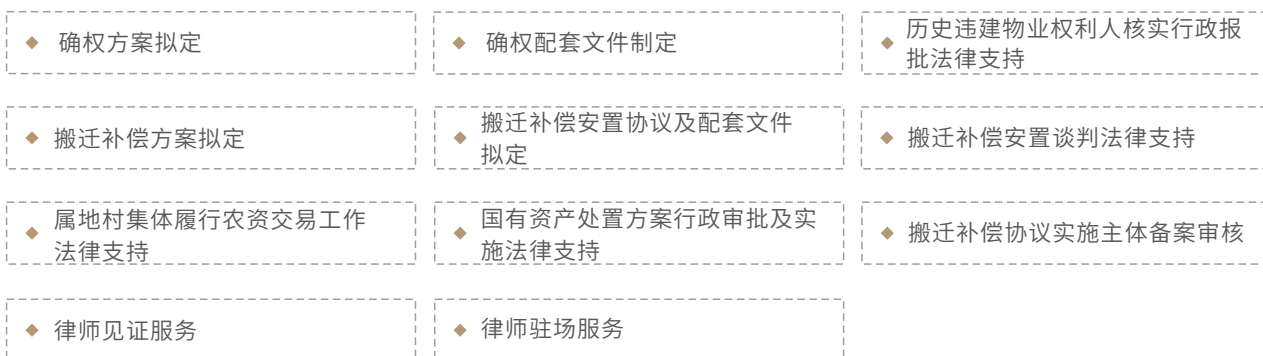 确权方案拟定
确权配套文件制定
历史违建物业权利人核实行政报
批法律支持
搬迁补偿方案拟定
搬迁补偿安置协议及配套文件
拟定
搬迁补偿安置谈判法律支持
属地村集体履行农资交易工作
法律支持
国有资产处置方案行政审批及实
施法律支持
搬迁补偿协议实施主体备案审核
律师见证服务
律师驻场服务